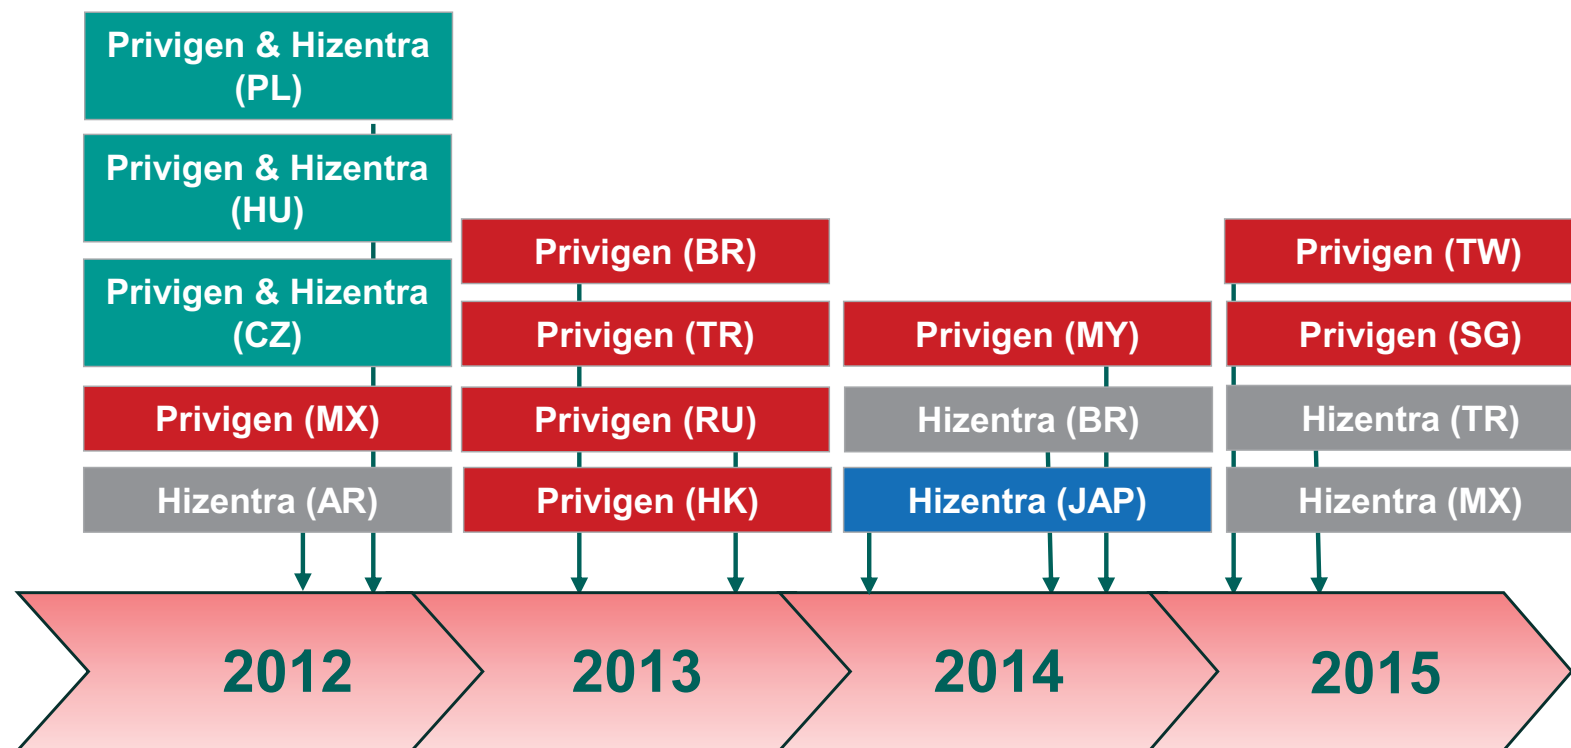 Privigen & Hizentra
(PL)
Privigen & Hizentra
(HU)
Privigen & Hizentra
(CZ)
Privigen (MX)
Hizentra (AR)
Privigen (BR)
Privigen (TR)
Privigen (RU)
Privigen (HK)
Privigen (MY)
Hizentra (BR)
Hizentra (JAP)
Privigen (TW)
Privigen (SG)
Hizentra (TR)
Hizentra (MX)
2012
2013
2014
2015